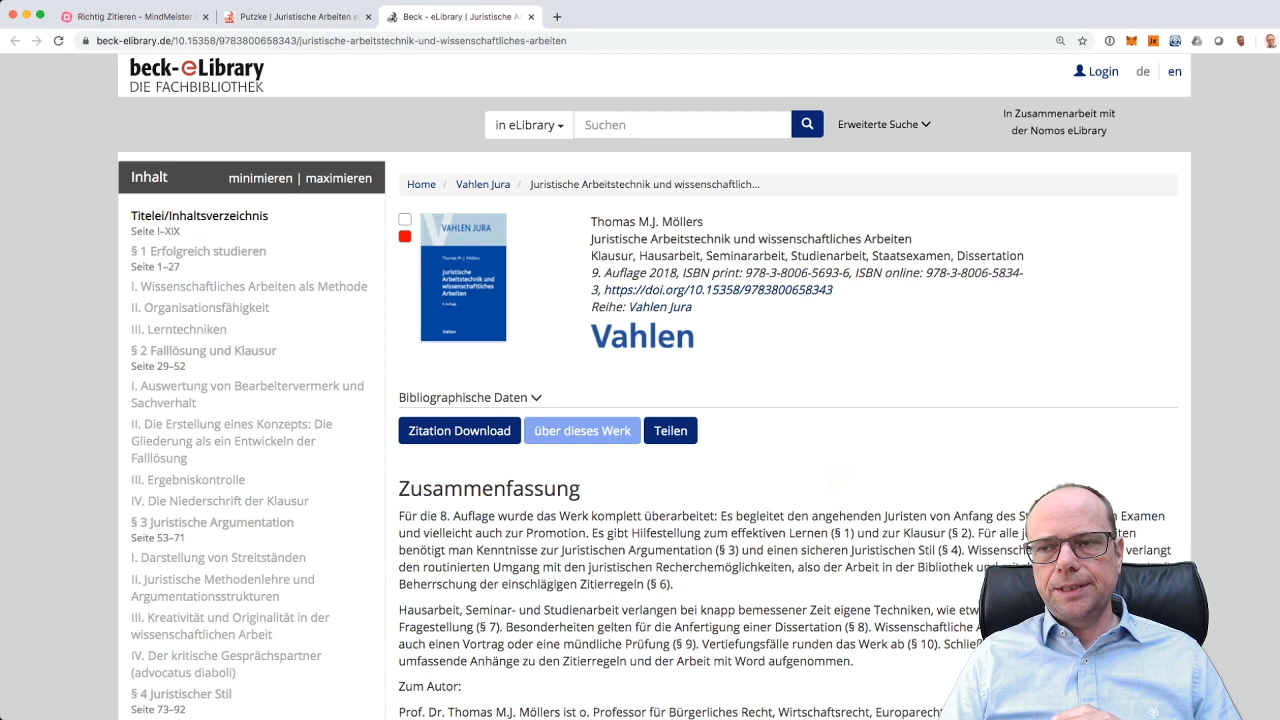 Richtig Zitieren - MindMeister
Putzke | Juristische Arbeiten e
Beck - eLibrary | Juristische A
beck-elibrary.de/10.15358/9783800658343/juristische-arbeitstechnik-und-wissenschaftliches-arbeiten
beck-eLibrary
DIE FACHBIBLIOTHEK
Login de en
in eLibrary Suchen Erweiterte Suche
In Zusammenarbeit mit
der Nomos eLibrary
Inhalt minimieren | maximieren
Titelei/Inhaltsverzeichnis
Seite I–XIX
§ 1 Erfolgreich studieren
Seite 1–27
I. Wissenschaftliches Arbeiten als Methode
II. Organisationsfähigkeit
III. Lerntechniken
§ 2 Falllösung und Klausur
Seite 29–52
I. Auswertung von Bearbeitervermerk und
Sachverhalt
II. Die Erstellung eines Konzepts: Die
Gliederung als ein Entwickeln der
Falllösung
III. Ergebniskontrolle
IV. Die Niederschrift der Klausur
§ 3 Juristische Argumentation
Seite 53–71
I. Darstellung von Streitständen
II. Juristische Methodenlehre und
Argumentationsstrukturen
III. Kreativität und Originalität in der
wissenschaftlichen Arbeit
IV. Der kritische Gesprächspartner
(advocatus diaboli)
§ 4 Juristischer Stil
Seite 73–92
Home / Vahlen Jura / Juristische Arbeitstechnik und wissenschaftlich...
VAHLEN JURA
Thomas M.J. Möllers
Juristische
Arbeitstechnik und
wissenschaftliches
Arbeiten
9. Auflage
Vahlen
Thomas M.J. Möllers
Juristische Arbeitstechnik und wissenschaftliches Arbeiten
Klausur, Hausarbeit, Seminararbeit, Studienarbeit, Staatsexamen, Dissertation
9. Auflage 2018, ISBN print: 978-3-8006-5693-6, ISBN online: 978-3-8006-5834-
3, https://doi.org/10.15358/9783800658343
Reihe: Vahlen Jura
Vahlen
Bibliographische Daten
Zitation Download über dieses Werk Teilen
Zusammenfassung
Für die 8. Auflage wurde das Werk komplett überarbeitet: Es begleitet den angehenden Juristen von Anfang des St Examen
und vielleicht auch zur Promotion. Es gibt Hilfestellung zum effektiven Lernen (§ 1) und zur Klausur (§ 2). Für alle j ten
benötigt man Kenntnisse zur Juristischen Argumentation (§ 3) und einen sicheren Juristischen Stil (§ 4). Wissensch verlangt
den routinierten Umgang mit den juristischen Recherchemöglichkeiten, also der Arbeit in der Bibliothek un
Beherrschung der einschlägigen Zitierregeln (§ 6).
Hausarbeit, Seminar- und Studienarbeit verlangen bei knapp bemessener Zeit eigene Techniken, wie etw
Fragestellung (§ 7). Besonderheiten gelten für die Anfertigung einer Dissertation (§ 8). Wissenschaftliche A
auch einen Vortrag oder eine mündliche Prüfung (§ 9). Vertiefungsfälle runden das Werk ab (§ 10). Schließ
umfassende Anhänge zu den Zitierregeln und der Arbeit mit Word aufgenommen.
Zum Autor:
Prof. Dr. Thomas M.J. Möllers ist o. Professor für Bürgerliches Recht, Wirtschaftsrecht, Europarech